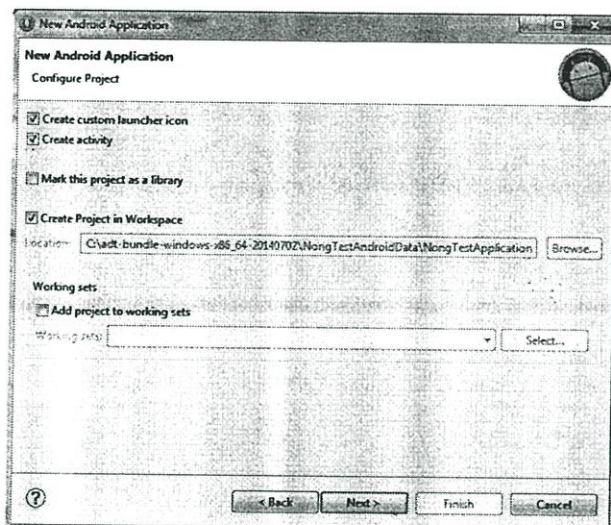 New Android Application
New Android Application
Configure Project
Create custom launcher icon
Create activity
Mark this project as a library
Create Project in Workspace
Location: C:\adt-bundle-windows-x86_64-20140702\NongTestAndroidData\NongTestApplication Browse...
Working sets
Add project to working sets
Working sets: Select...
? < Back Next > Finish Cancel